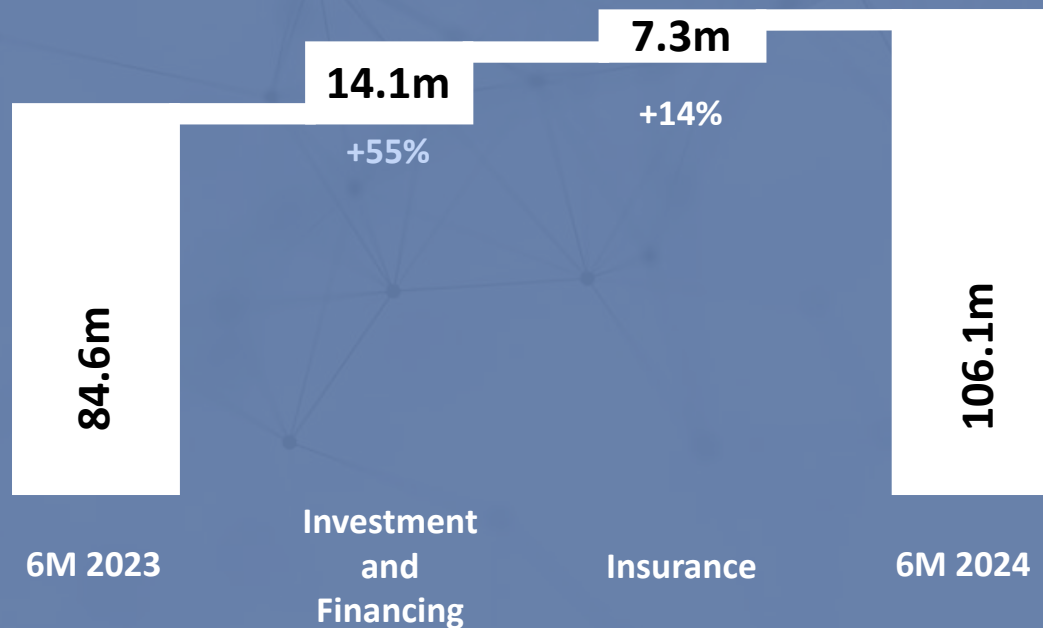 7.3m
14.1m
+14%
+55%
84.6m
106.1m
6M 2023
Investment
and
Financing
Insurance
6M 2024